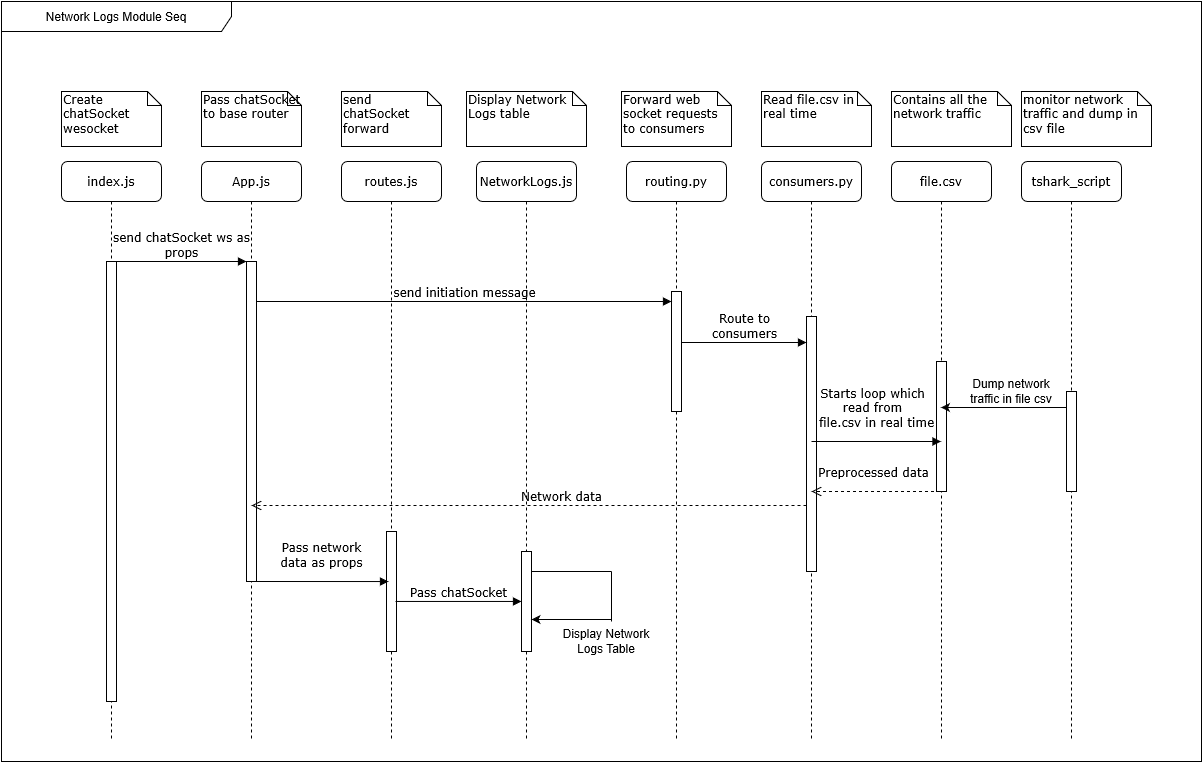 Network Logs Module Seq
Create
chatSocket
wesocket
Pass chatSocket
to base router
send
chatSocket
forward
Display Network
Logs table
Forward web
socket requests
to consumers
Read file.csv in
real time
Contains all the
network traffic
monitor network
traffic and dump in
csv file
index.js
App.js
routes.js
NetworkLogs.js
routing.py
consumers.py
file.csv
tshark_script
send chatSocket ws as
props
send initiation message
Route to
consumers
Starts loop which
read from
file.csv in real time
Dump network
traffic in file csv
Preprocessed data
Network data
Pass network
data as props
Pass chatSocket
Display Network
Logs Table